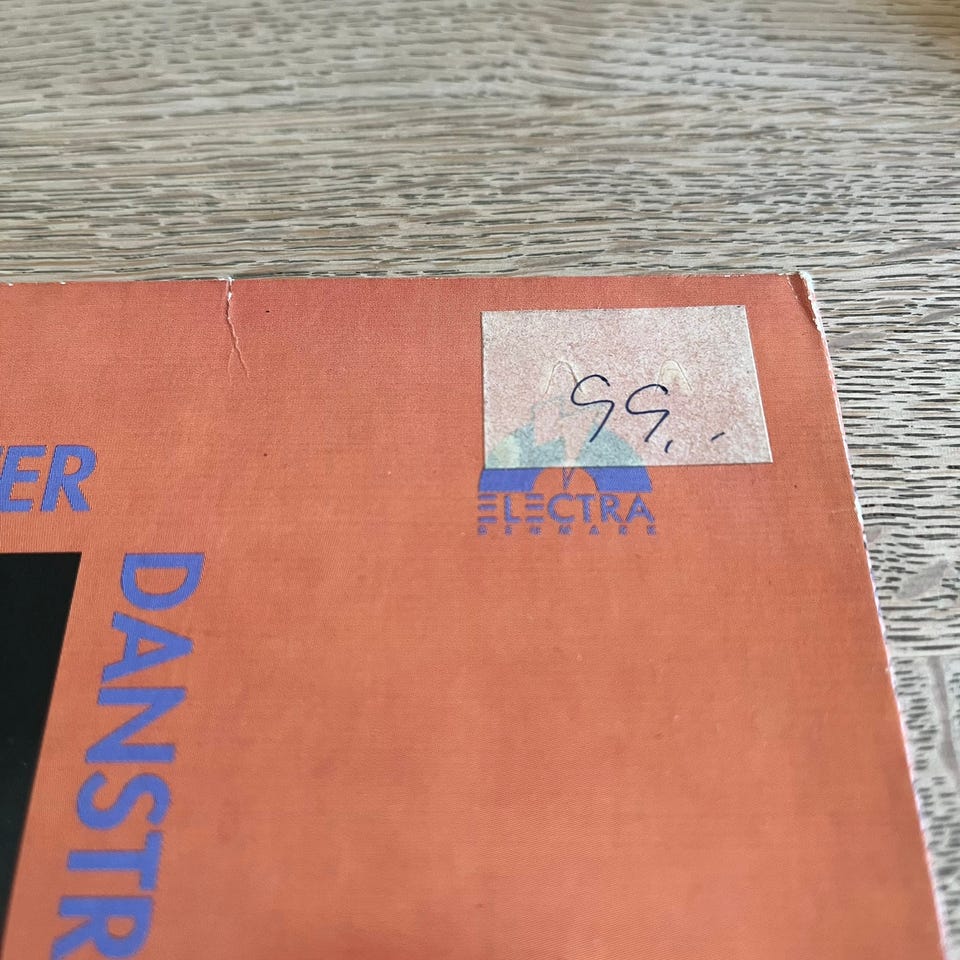 99,-
ELECTRA
DENMARK
ER
DANSTR